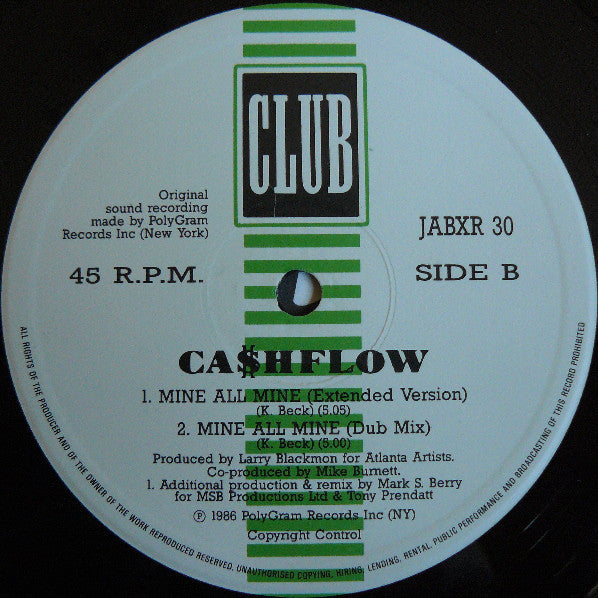 CLUB
Original
sound recording
made by PolyGram
Records Inc (New York)
JABXR 30
45 R.P.M.
SIDE B
CA$HFLOW
1. MINE ALL MINE (Extended Version)
(K. Beck) (5.05)
2. MINE ALL MINE (Dub Mix)
(K. Beck) (5.00)
Produced by Larry Blackmon for Atlanta Artists.
Co-produced by Mike Burnett.
1. Additional production & remix by Mark S. Berry
for MSB Productions Ltd & Tony Prendatt
Ⓟ 1986 PolyGram Records Inc (NY)
Copyright Control
ALL RIGHTS OF THE PRODUCER AND OF THE OWNER OF THE WORK REPRODUCED RESERVED. UNAUTHORISED COPYING, HIRING, LENDING, RENTAL, PUBLIC PERFORMANCE AND BROADCASTING OF THIS RECORD PROHIBITED